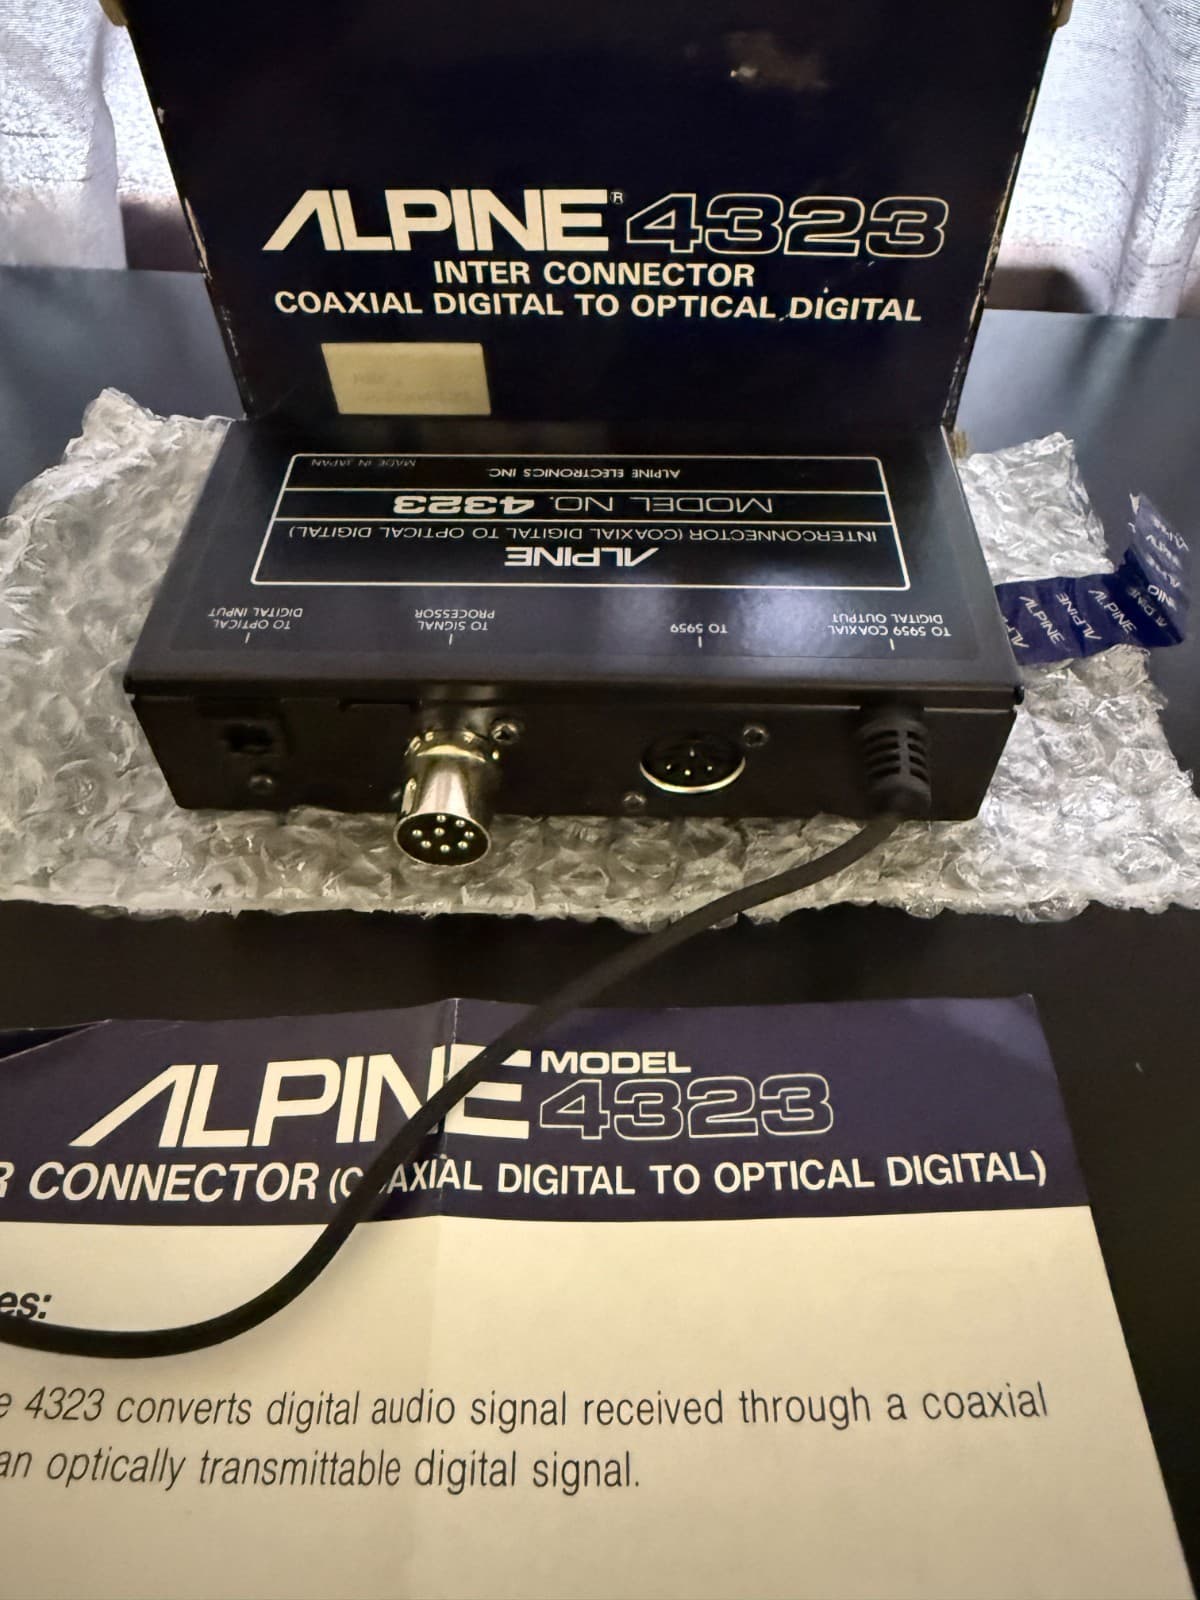 ALPINE® 4323
INTER CONNECTOR
COAXIAL DIGITAL TO OPTICAL DIGITAL
ALPINE
INTERCONNECTOR (COAXIAL DIGITAL TO OPTICAL DIGITAL)
MODEL NO. 4323
ALPINE ELECTRONICS INC. MADE IN JAPAN
TO 5959 COAXIAL
DIGITAL OUTPUT
TO 5959
TO SIGNAL
PROCESSOR
TO OPTICAL
DIGITAL INPUT
ALPINE
ALPINE
ALPINE
ALPINE MODEL
4323
R CONNECTOR (C AXIAL DIGITAL TO OPTICAL DIGITAL)
es:
e 4323 converts digital audio signal received through a coaxial
an optically transmittable digital signal.